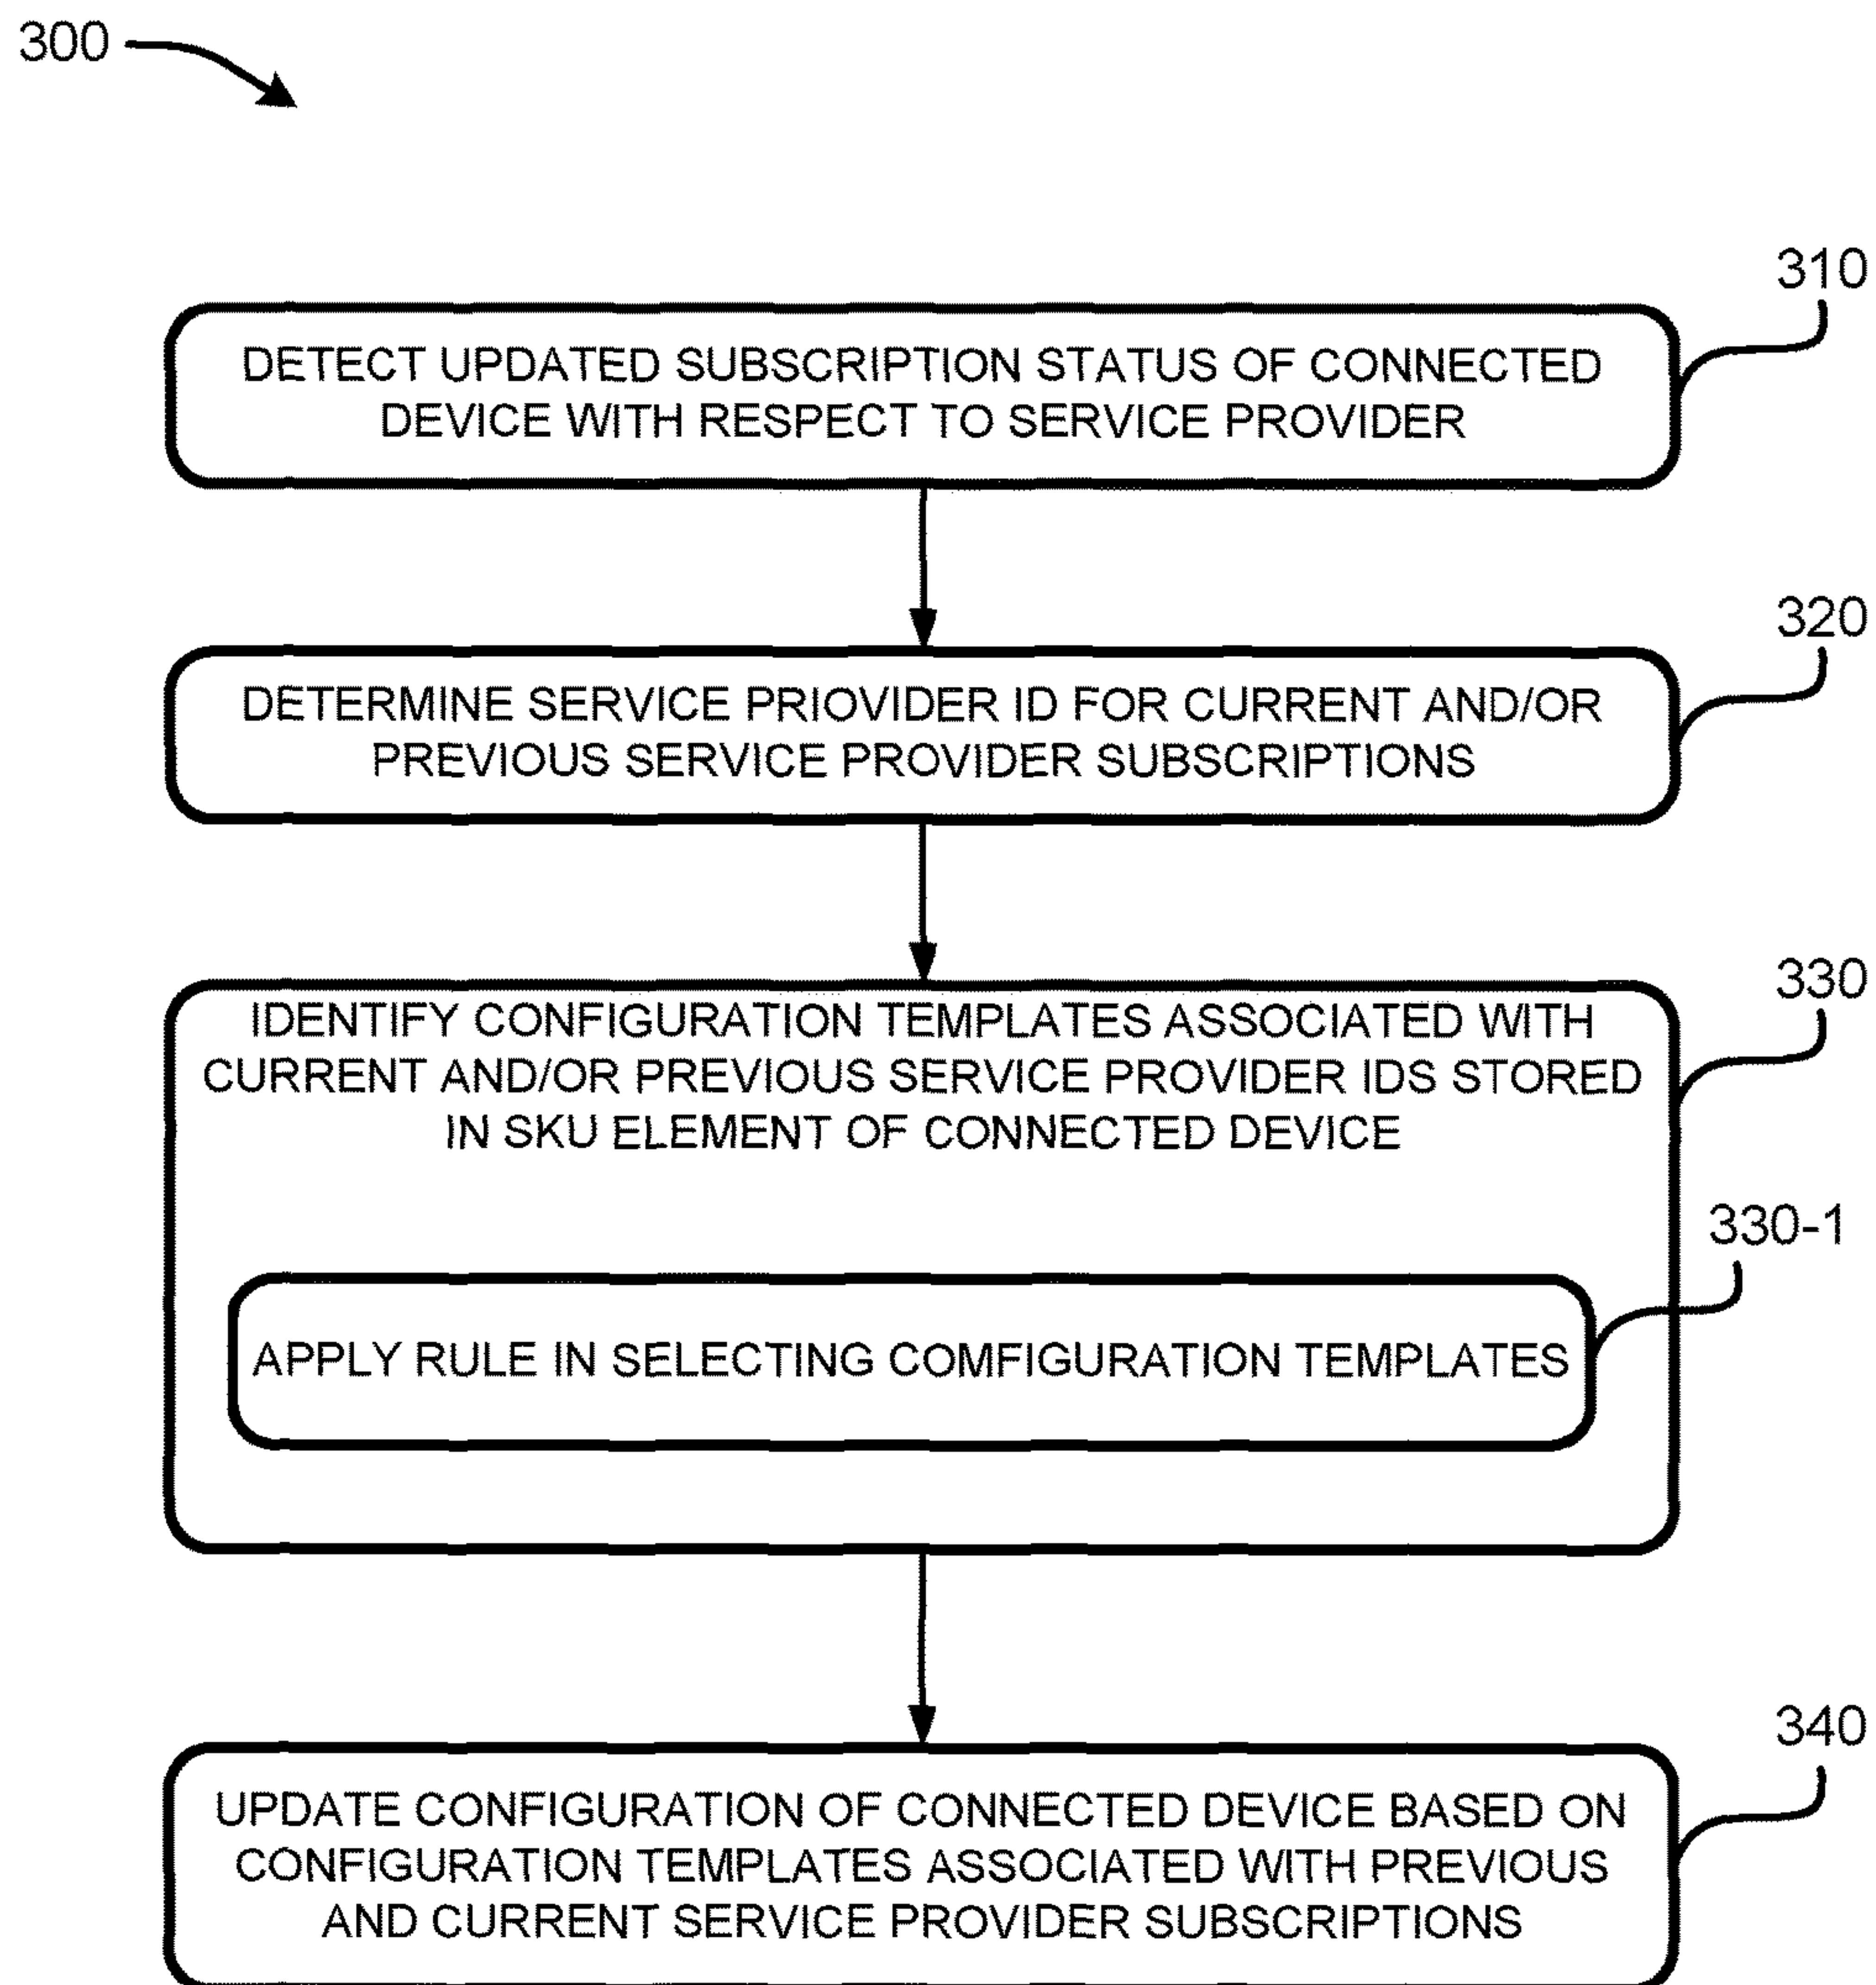 300
310
DETECT UPDATED SUBSCRIPTION STATUS OF CONNECTED
DEVICE WITH RESPECT TO SERVICE PROVIDER
320
DETERMINE SERVICE PRIOVIDER ID FOR CURRENT AND/OR
PREVIOUS SERVICE PROVIDER SUBSCRIPTIONS
330
IDENTIFY CONFIGURATION TEMPLATES ASSOCIATED WITH
CURRENT AND/OR PREVIOUS SERVICE PROVIDER IDS STORED
IN SKU ELEMENT OF CONNECTED DEVICE
330-1
APPLY RULE IN SELECTING COMFIGURATION TEMPLATES
340
UPDATE CONFIGURATION OF CONNECTED DEVICE BASED ON
CONFIGURATION TEMPLATES ASSOCIATED WITH PREVIOUS
AND CURRENT SERVICE PROVIDER SUBSCRIPTIONS